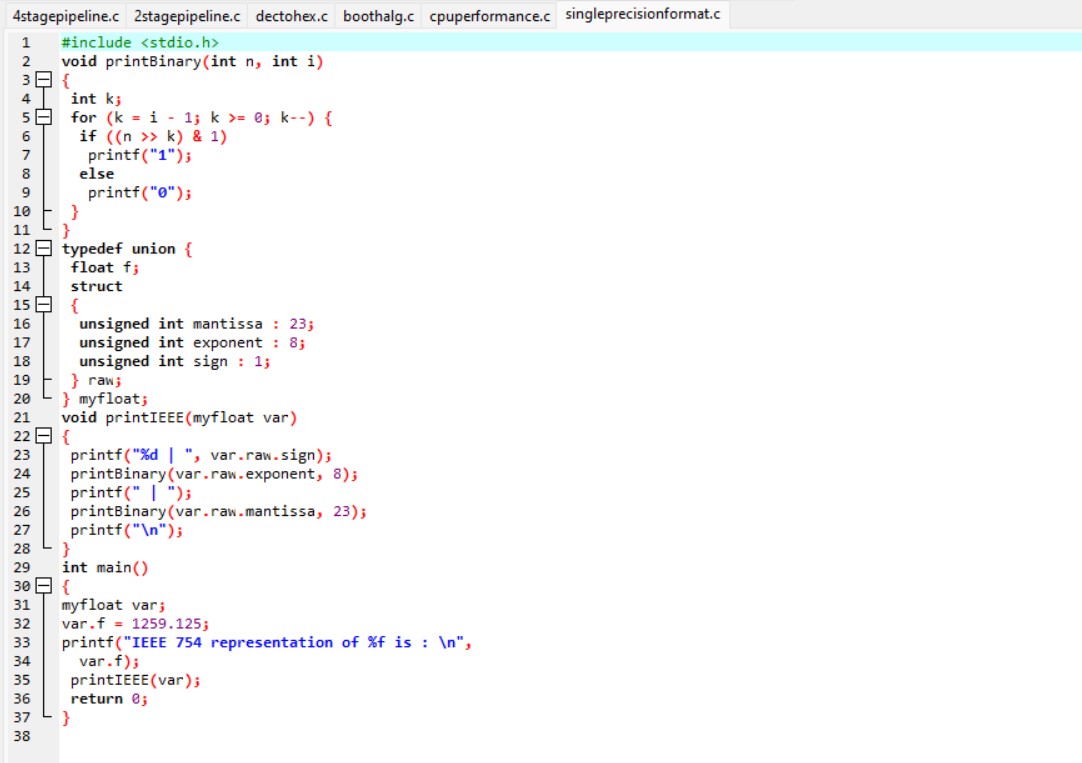 4stagepipeline.c 2stagepipeline.c dectohex.c boothalg.c cpuperformance.c singleprecisionformat.c
1 #include <stdio.h>
2 void printBinary(int n, int i)
3 {
4 int k;
5 for (k = i - 1; k >= 0; k--) {
6 if ((n >> k) & 1)
7 printf("1");
8 else
9 printf("0");
10 }
11 }
12 typedef union {
13 float f;
14 struct
15 {
16 unsigned int mantissa : 23;
17 unsigned int exponent : 8;
18 unsigned int sign : 1;
19 } raw;
20 } myfloat;
21 void printIEEE(myfloat var)
22 {
23 printf("%d | ", var.raw.sign);
24 printBinary(var.raw.exponent, 8);
25 printf(" | ");
26 printBinary(var.raw.mantissa, 23);
27 printf("\n");
28 }
29 int main()
30 {
31 myfloat var;
32 var.f = 1259.125;
33 printf("IEEE 754 representation of %f is : \n",
34 var.f);
35 printIEEE(var);
36 return 0;
37 }
38